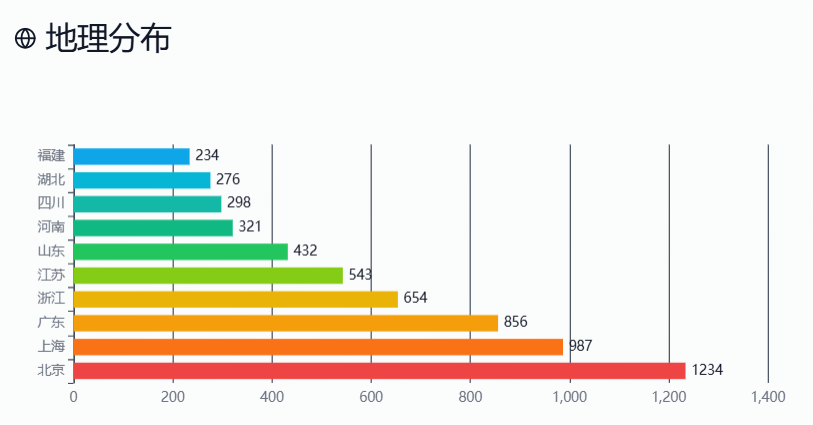 地理分布
福建 234
湖北 276
四川 298
河南 321
山东 432
江苏 543
浙江 654
广东 856
上海 987
北京 1234
0 200 400 600 800 1,000 1,200 1,400